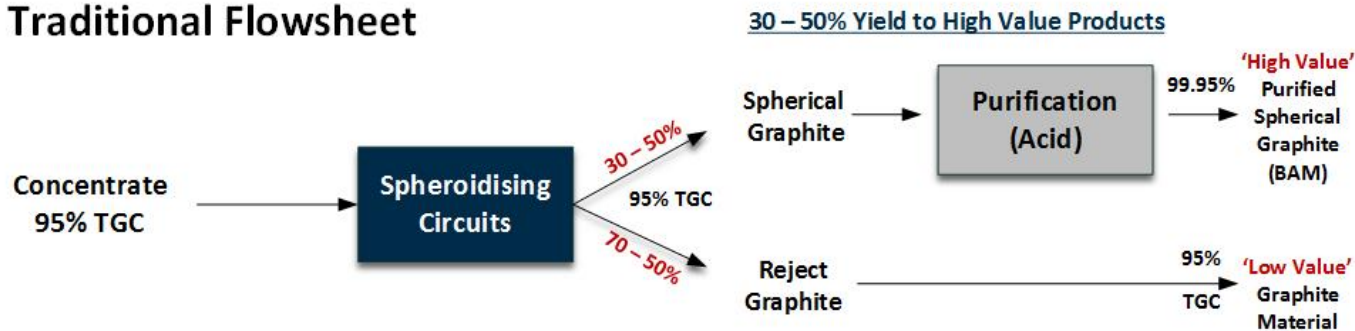 Traditional Flowsheet
30 – 50% Yield to High Value Products
Concentrate
95% TGC
Spheroidising
Circuits
30 – 50%
95% TGC
70 – 50%
Spherical
Graphite
Purification
(Acid)
99.95%
‘High Value’
Purified
Spherical
Graphite
(BAM)
Reject
Graphite
95%
TGC
‘Low Value’
Graphite
Material